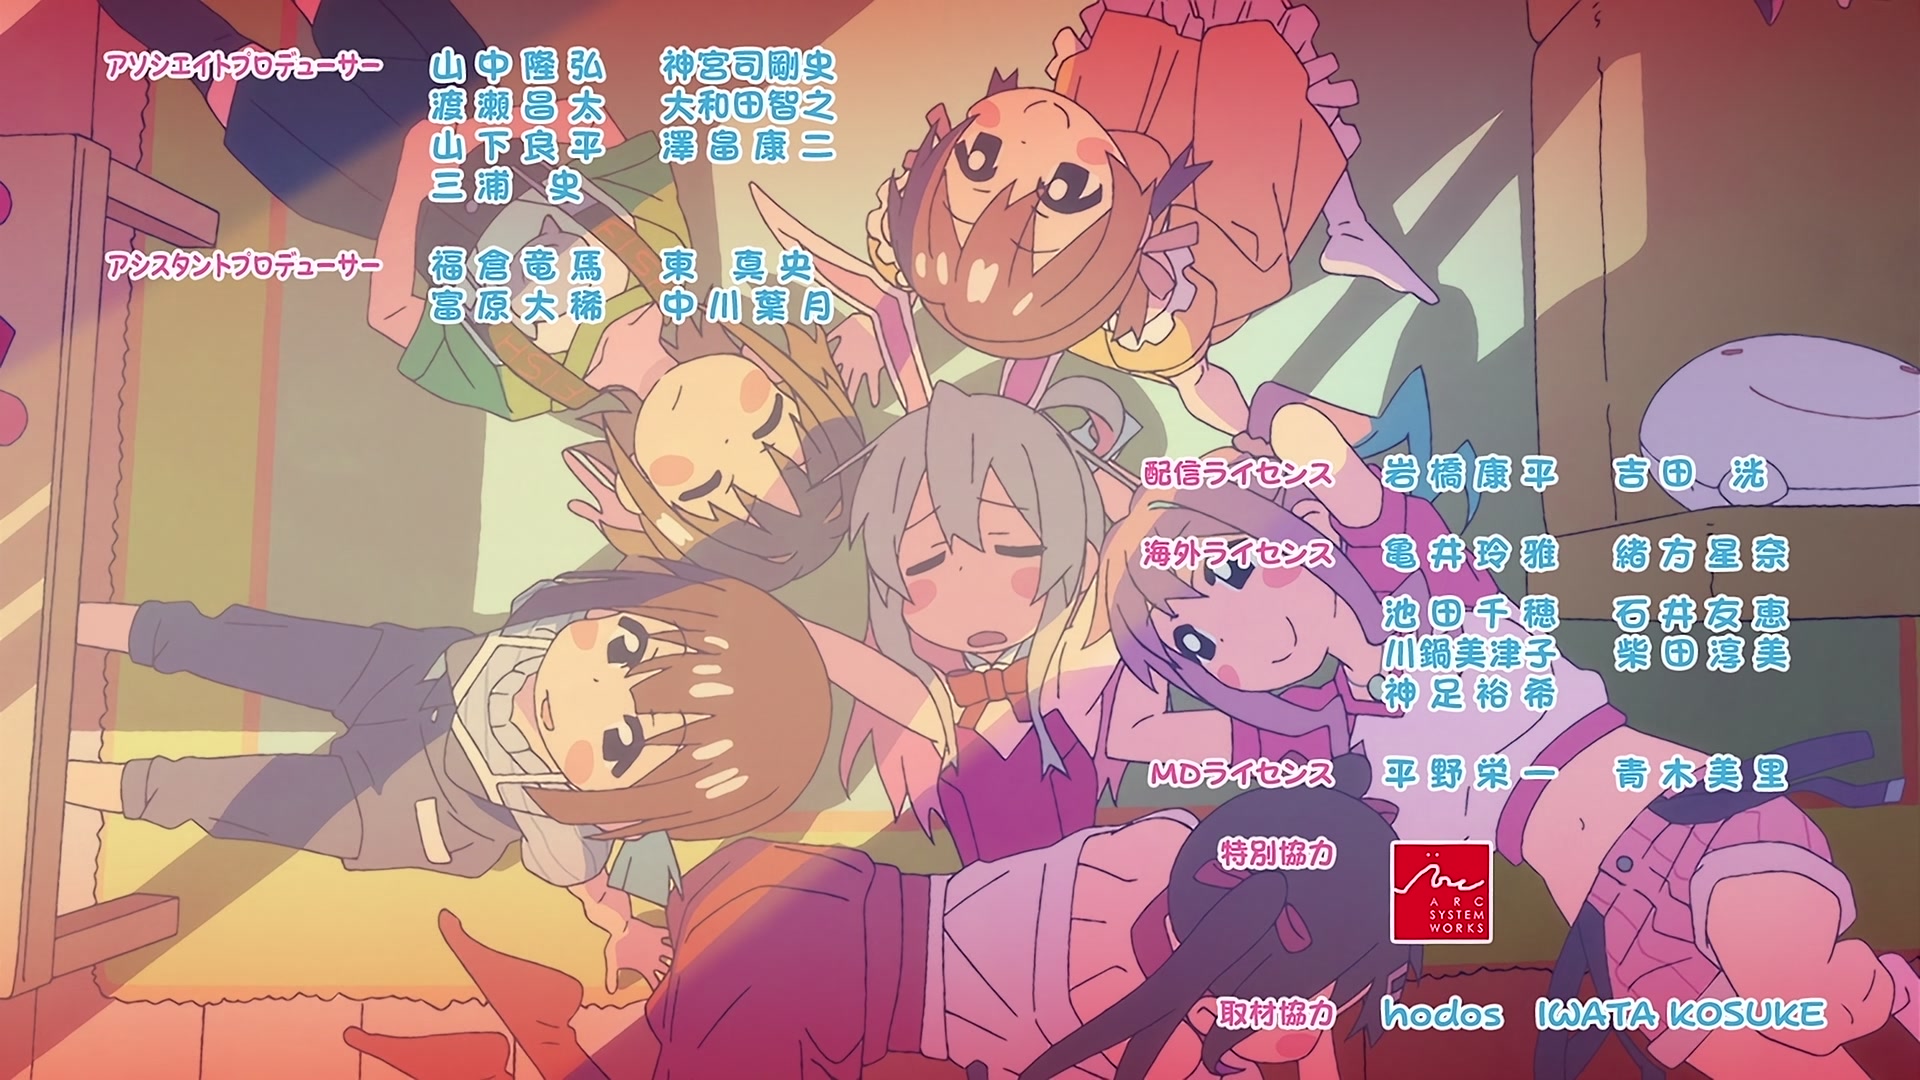 アソシエイトプロデューサー 山中隆弘 神宮司剛史
渡瀬昌太 大和田智之
山下良平 澤畠康二
三浦 史
アシスタントプロデューサー 福倉竜馬 東 真央
富原大稀 中川葉月
FISH
FISH
配信ライセンス 岩橋康平 吉田 洸
海外ライセンス 亀井玲雅 緒方星奈
池田千穂 石井友恵
川鍋美津子 柴田淳美
神足裕希
MDライセンス 平野栄一 青木美里
特別協力
ARC
SYSTEM
WORKS
取材協力 hodos IWATA KOSUKE